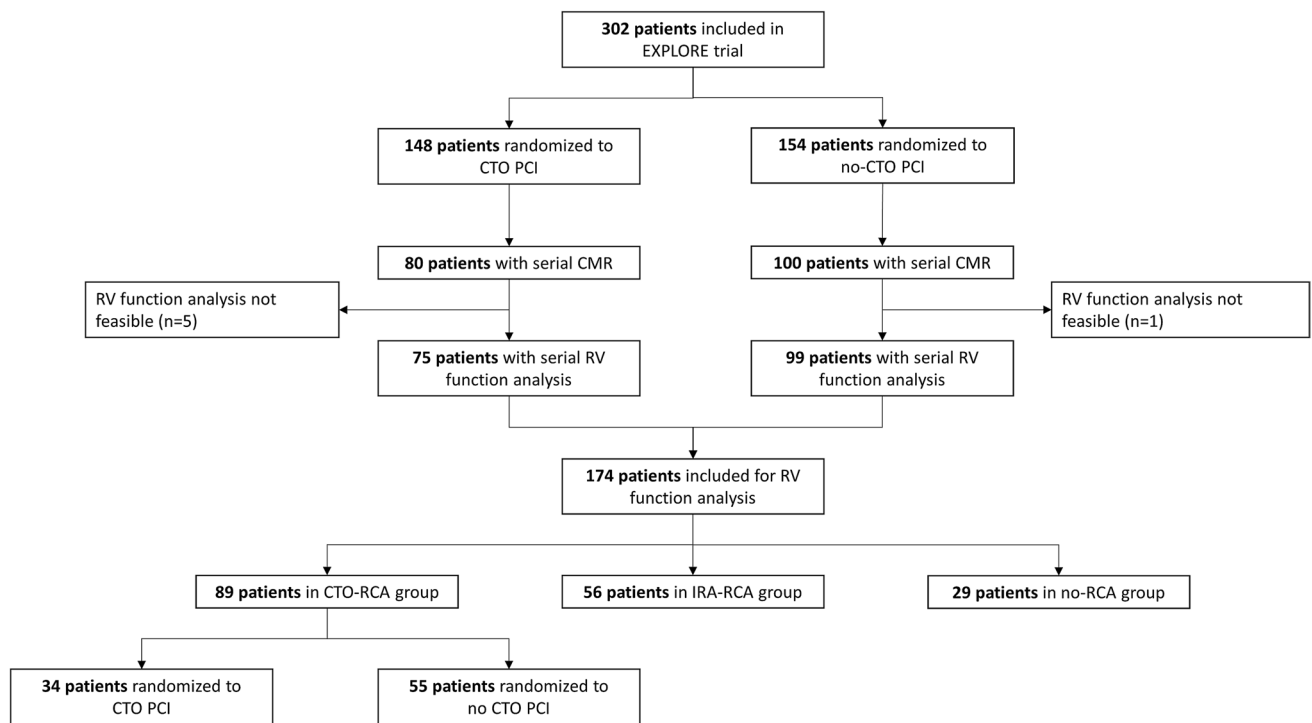 302 patients included in
EXPLORE trial
148 patients randomized to
CTO PCI
154 patients randomized to
no-CTO PCI
80 patients with serial CMR
100 patients with serial CMR
RV function analysis not
feasible (n=5)
RV function analysis not
feasible (n=1)
75 patients with serial RV
function analysis
99 patients with serial RV
function analysis
174 patients included for RV
function analysis
89 patients in CTO-RCA group
56 patients in IRA-RCA group
29 patients in no-RCA group
34 patients randomized to
CTO PCI
55 patients randomized to
no CTO PCI